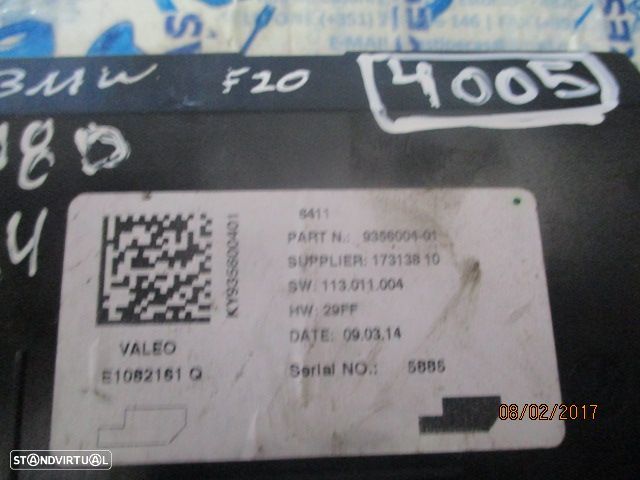 BMW F20 4005
6411
PART N.: 9356004-01
SUPPLIER: 173138 10
SW: 113.011.004
HW: 29FF
DATE: 09.03.14
Serial NO.: 5885
KY935600401
VALEO
E1082161 Q
08/02/2017
STANDVIRTUAL